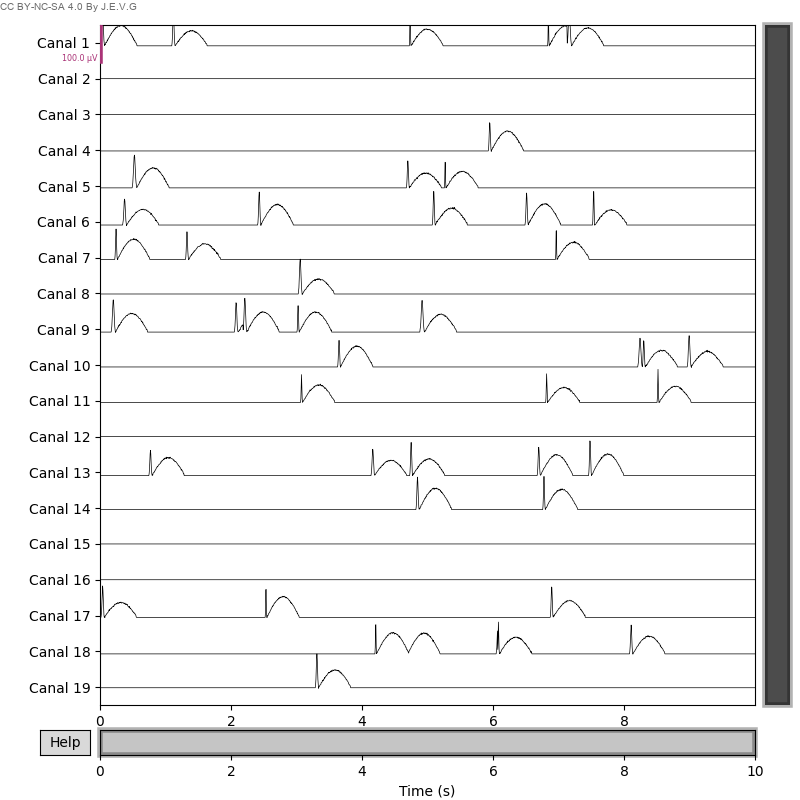 CC BY-NC-SA 4.0 By J.E.V.G
Canal 1
100.0 µV
Canal 2
Canal 3
Canal 4
Canal 5
Canal 6
Canal 7
Canal 8
Canal 9
Canal 10
Canal 11
Canal 12
Canal 13
Canal 14
Canal 15
Canal 16
Canal 17
Canal 18
Canal 19
0 2 4 6 8
Help
0 2 4 6 8 10
Time (s)